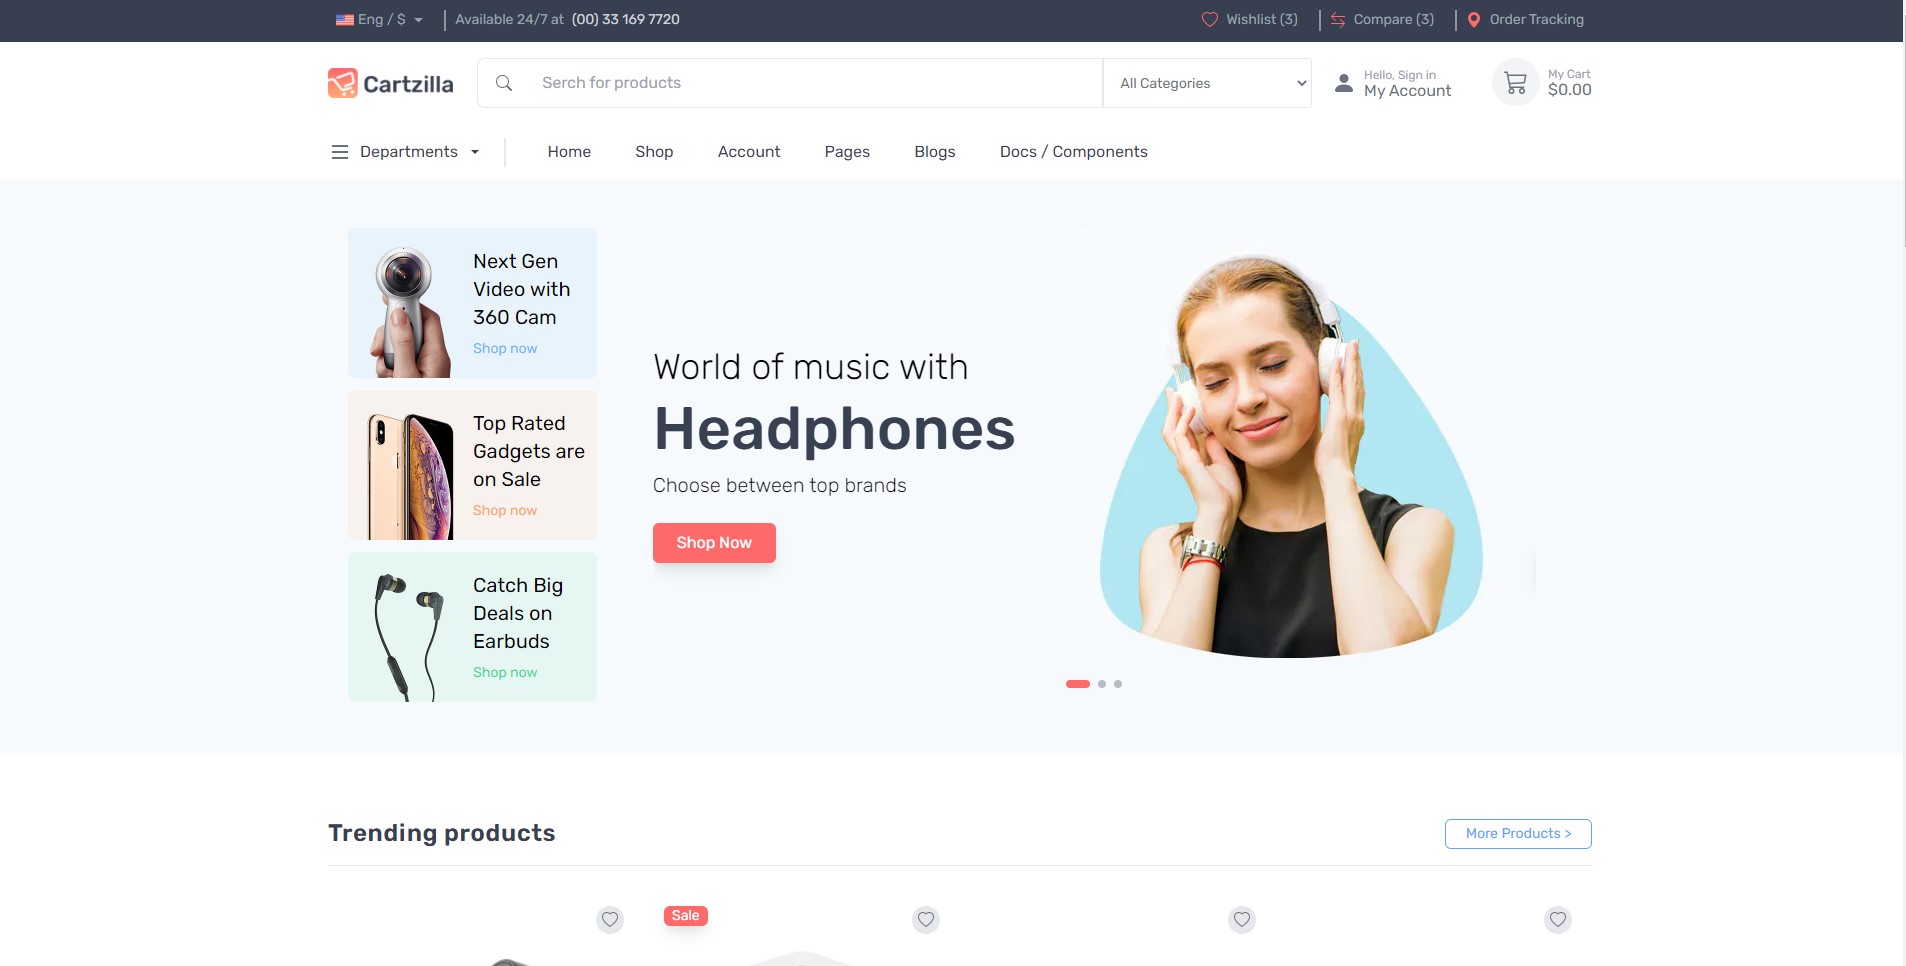 Eng / $
Available 24/7 at (00) 33 169 7720
Wishlist (3)
Compare (3)
Order Tracking
Cartzilla
Serch for products
All Categories
Hello, Sign in
My Account
My Cart
$0.00
Departments
Home
Shop
Account
Pages
Blogs
Docs / Components
Next Gen
Video with
360 Cam
Shop now
Top Rated
Gadgets are
on Sale
Shop now
Catch Big
Deals on
Earbuds
Shop now
World of music with
Headphones
Choose between top brands
Shop Now
Trending products
More Products >
Sale